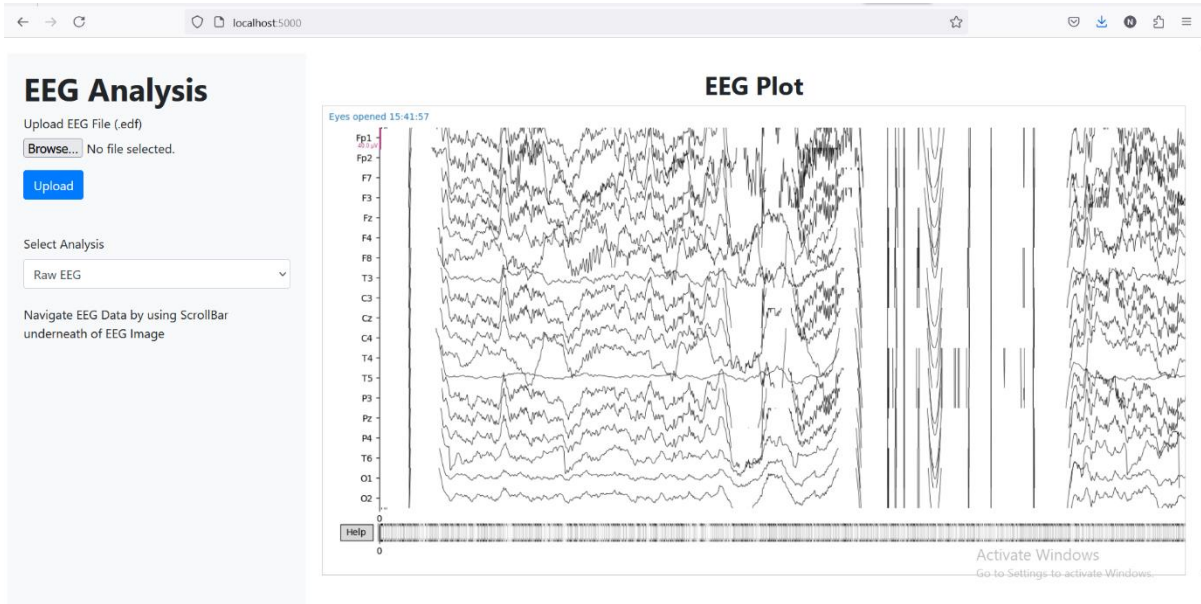 localhost:5000
EEG Analysis
Upload EEG File (.edf)
Browse... No file selected.
Upload
Select Analysis
Raw EEG
Navigate EEG Data by using ScrollBar
underneath of EEG Image
EEG Plot
Eyes opened 15:41:57
Fp1
40.0 µV
Fp2
F7
F3
Fz
F4
F8
T3
C3
Cz
C4
T4
T5
P3
Pz
P4
T6
O1
O2
0
Help
0
Activate Windows
Go to Settings to activate Windows.
N